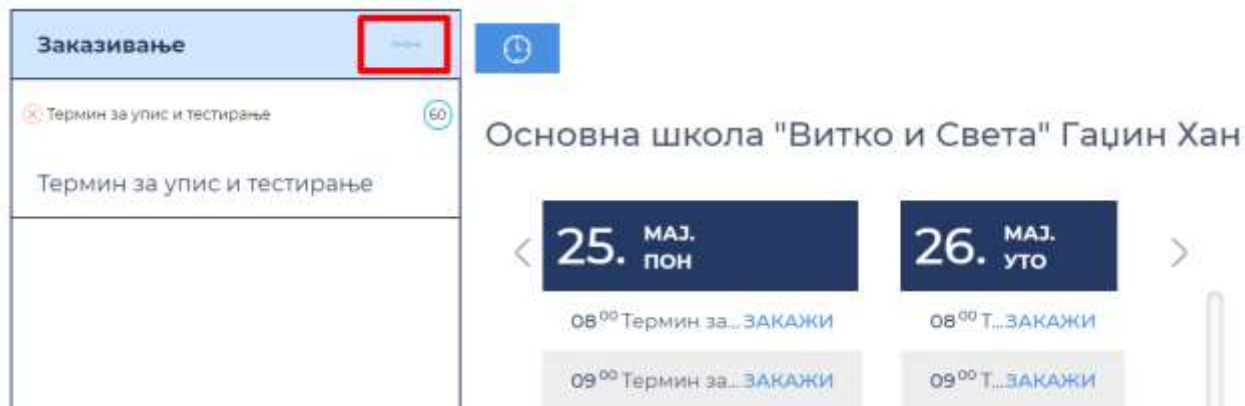 Заказивање
Термин за упис и тестирање
60
Термин за упис и тестирање
Основна школа "Витко и Света" Гаџин Хан
25. МАЈ. ПОН
26. МАЈ. УТО
08⁰⁰ Термин за... ЗАКАЖИ
08⁰⁰ Т... ЗАКАЖИ
09⁰⁰ Термин за... ЗАКАЖИ
09⁰⁰ Т... ЗАКАЖИ